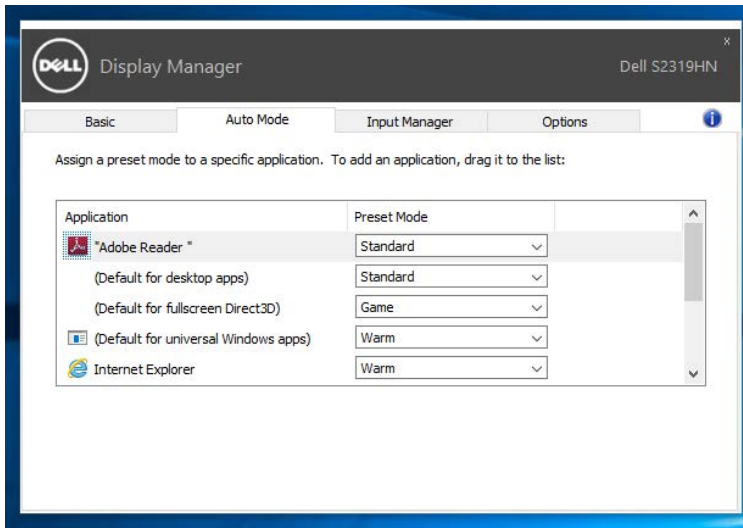 x
DELL Display Manager Dell S2319HN
Basic Auto Mode Input Manager Options i
Assign a preset mode to a specific application. To add an application, drag it to the list:
Application Preset Mode
"Adobe Reader " Standard
(Default for desktop apps) Standard
(Default for fullscreen Direct3D) Game
(Default for universal Windows apps) Warm
Internet Explorer Warm